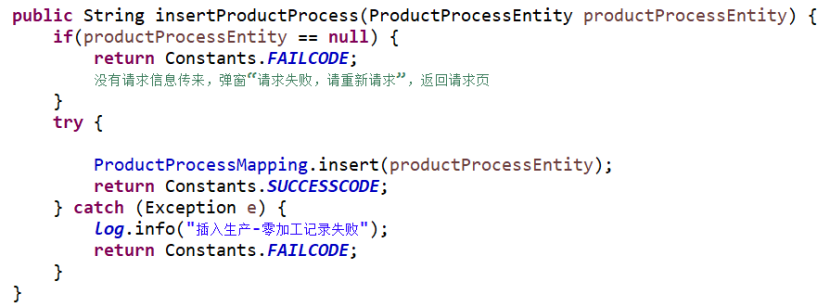 public String insertProductProcess(ProductProcessEntity productProcessEntity) {
    if(productProcessEntity == null) {
        return Constants.FAILCODE;
        没有请求信息传来，弹窗“请求失败，请重新请求”，返回请求页
    }
    try {
        ProductProcessMapping.insert(productProcessEntity);
        return Constants.SUCCESSCODE;
    } catch (Exception e) {
        log.info("插入生产-零加工记录失败");
        return Constants.FAILCODE;
    }
}